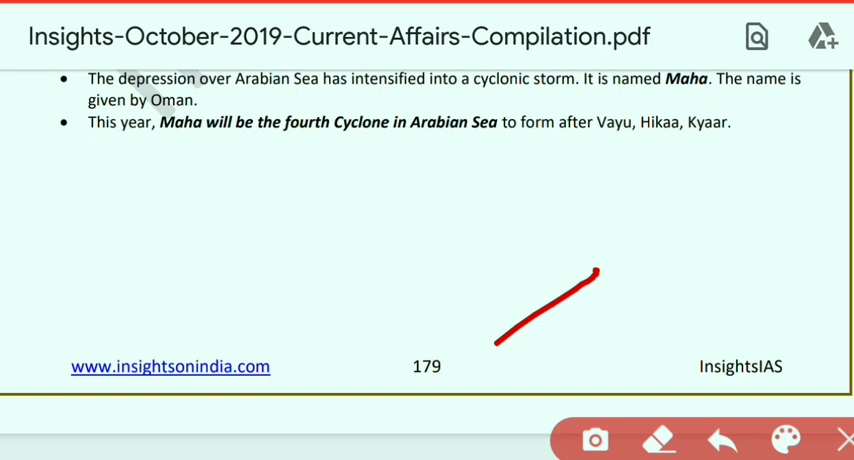 Insights-October-2019-Current-Affairs-Compilation.pdf
• The depression over Arabian Sea has intensified into a cyclonic storm. It is named Maha. The name is
given by Oman.
• This year, Maha will be the fourth Cyclone in Arabian Sea to form after Vayu, Hikaa, Kyaar.
www.insightsonindia.com 179 InsightsIAS